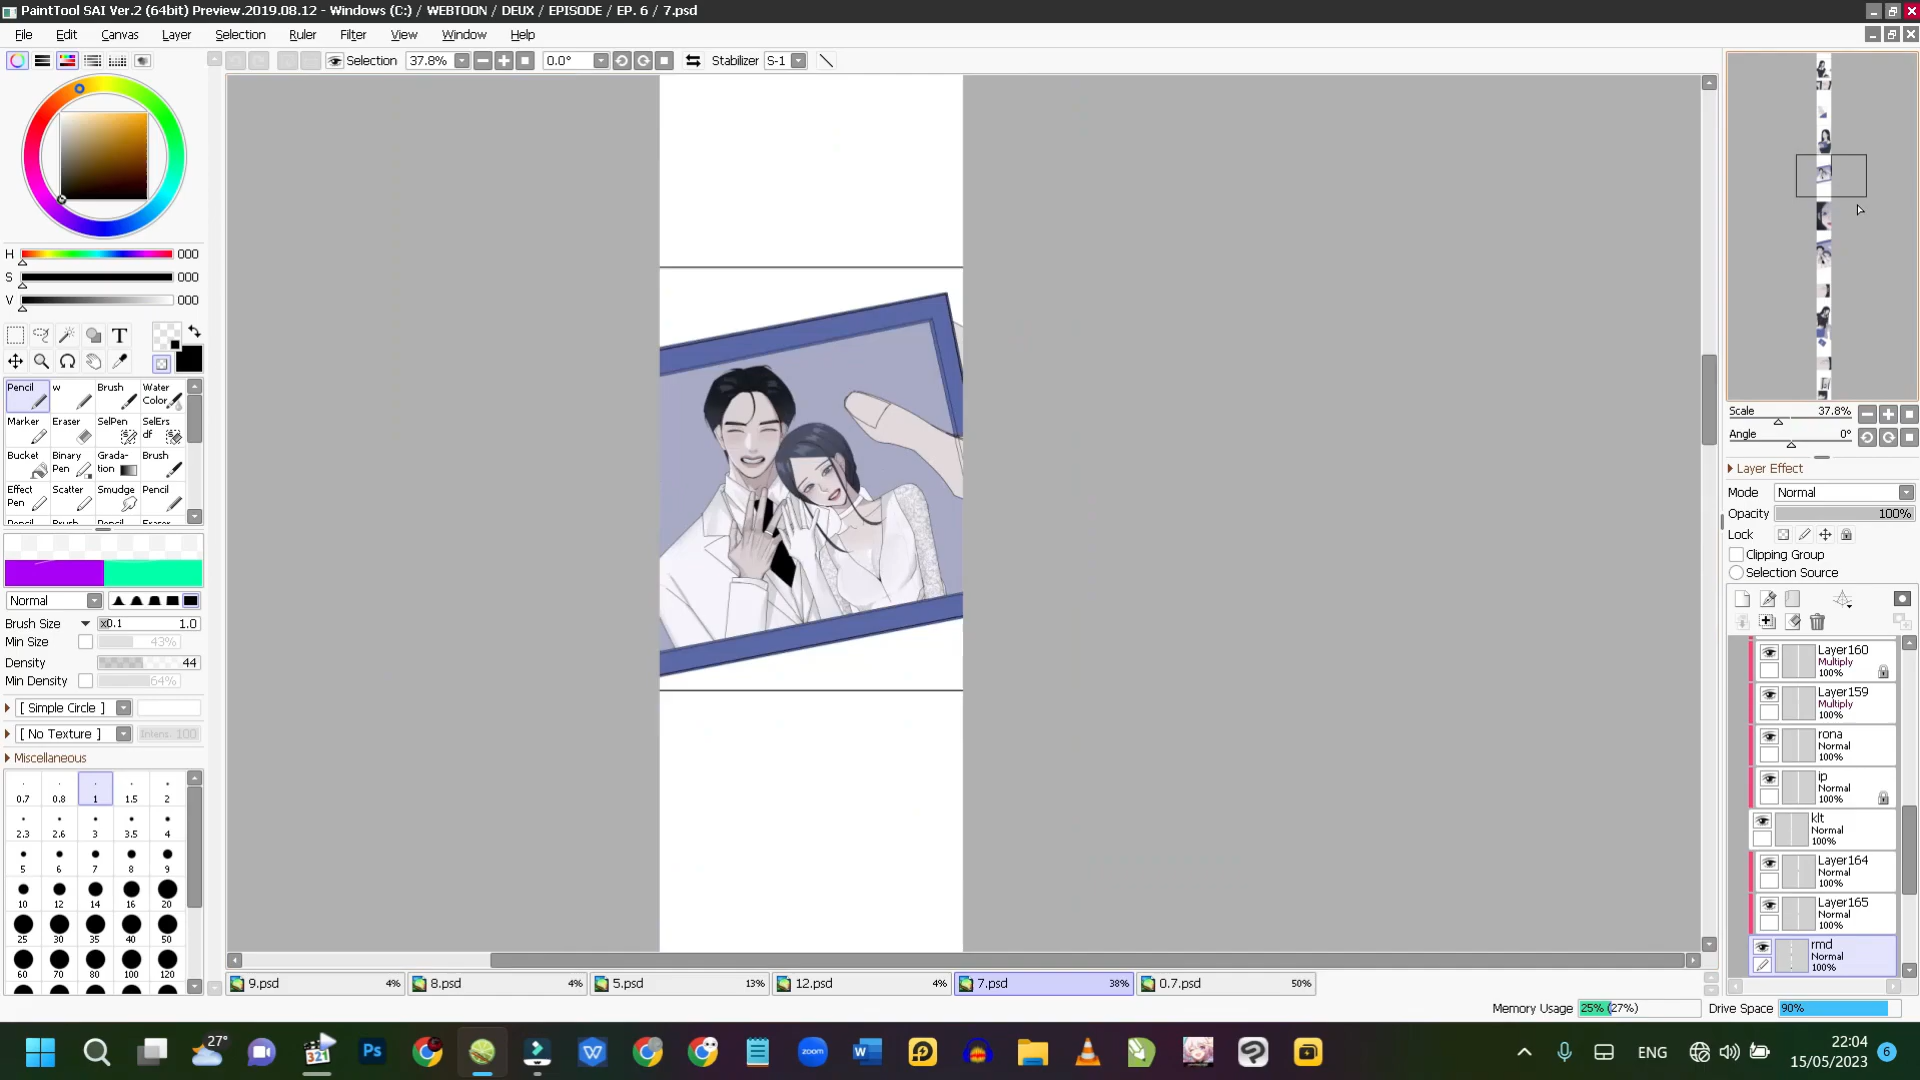 PaintTool SAI Ver.2 (64bit) Preview.2019.08.12 - Windows (C:) / WEBTOON / DEUX / EPISODE / EP. 6 / 7.psd
File Edit Canvas Layer Selection Ruler Filter View Window Help
Selection 37.8% 0.0° Stabilizer S-1
H 000
S 000
V 000
T
Pencil w Brush Water Color
Marker Eraser SelPen SelErs df
Bucket Binary Pen Grada-tion Brush
Effect Pen Scatter Smudge Pencil
Normal
Brush Size x0.1 1.0
Min Size 43%
Density 44
Min Density 64%
[ Simple Circle ]
[ No Texture ] Intens. 100
Miscellaneous
0.7 0.8 1 1.5 2
2.3 2.6 3 3.5 4
5 6 7 8 9
10 12 14 16 20
25 30 35 40 50
60 70 80 100 120
Scale 37.8%
Angle 0°
Layer Effect
Mode Normal
Opacity 100%
Lock
Clipping Group
Selection Source
Layer160
Multiply
100%
Layer159
Multiply
100%
rona
Normal
100%
ip
Normal
100%
klt
Normal
100%
Layer164
Normal
100%
Layer165
Normal
100%
rmd
Normal
100%
9.psd 4% 8.psd 4% 5.psd 13% 12.psd 4% 7.psd 38% 0.7.psd 50%
Memory Usage 25% (27%) Drive Space 90%
27° 321 Ps zoom W ENG 22:04
15/05/2023 6